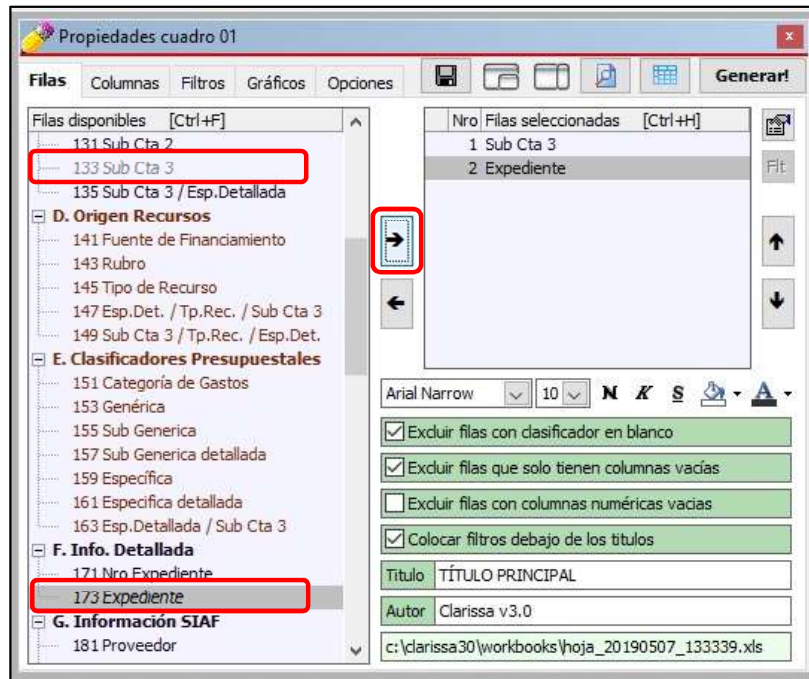 Propiedades cuadro 01
x
Filas Columnas Filtros Gráficos Opciones Generar!
Filas disponibles [Ctrl+F]
131 Sub Cta 2
133 Sub Cta 3
135 Sub Cta 3 / Esp.Detallada
D. Origen Recursos
141 Fuente de Financiamiento
143 Rubro
145 Tipo de Recurso
147 Esp.Det. / Tp.Rec. / Sub Cta 3
149 Sub Cta 3 / Tp.Rec. / Esp.Det.
E. Clasificadores Presupuestales
151 Categoría de Gastos
153 Genérica
155 Sub Generica
157 Sub Generica detallada
159 Específica
161 Especifica detallada
163 Esp.Detallada / Sub Cta 3
F. Info. Detallada
171 Nro Expediente
173 Expediente
G. Información SIAF
181 Proveedor
Nro Filas seleccionadas [Ctrl+H]
1 Sub Cta 3
2 Expediente
Flt
Arial Narrow 10 N K S A
Excluir filas con clasificador en blanco
Excluir filas que solo tienen columnas vacías
Excluir filas con columnas numéricas vacias
Colocar filtros debajo de los titulos
Titulo TÍTULO PRINCIPAL
Autor Clarissa v3.0
c:\clarissa30\workbooks\hoja_20190507_133339.xls